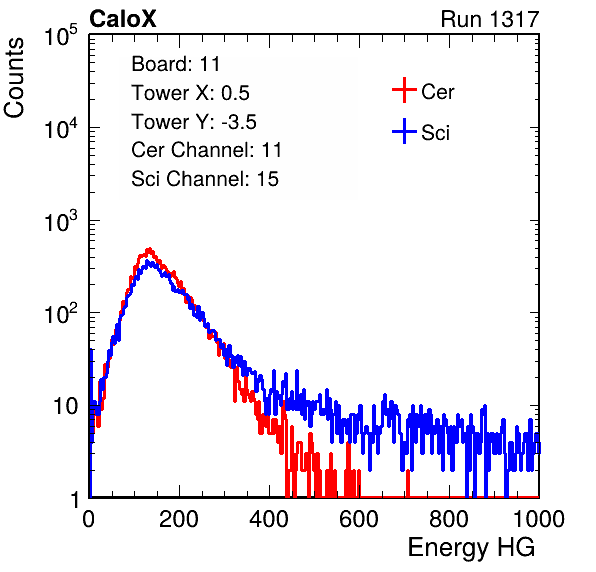 CaloX Run 1317
Counts
10^5
10^4
10^3
10^2
10
1
Board: 11
Tower X: 0.5
Tower Y: -3.5
Cer Channel: 11
Sci Channel: 15
Cer
Sci
0 200 400 600 800 1000
Energy HG